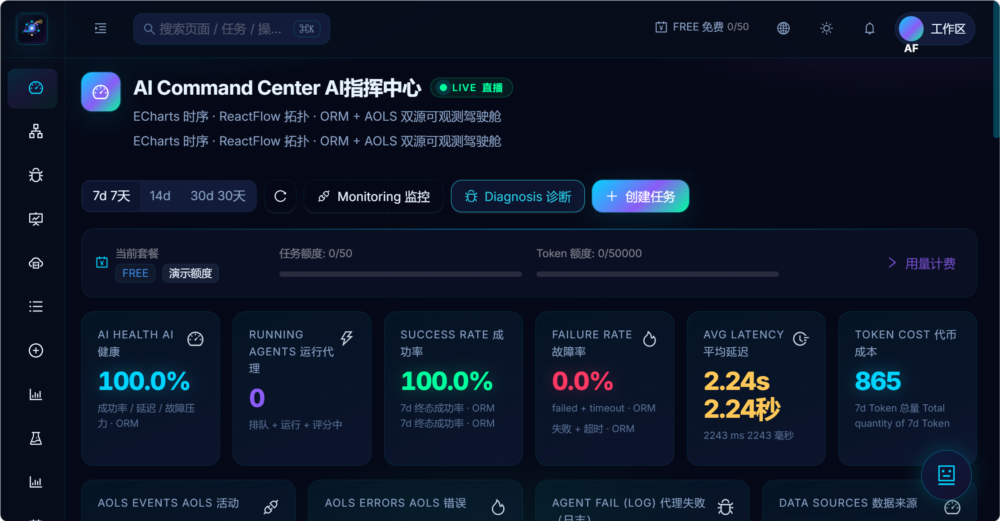 搜索页面 / 任务 / 操... ⌘K
FREE 免费 0/50
工作区
AF
AI Command Center AI指挥中心
LIVE 直播
ECharts 时序 · ReactFlow 拓扑 · ORM + AOLS 双源可观测驾驶舱
ECharts 时序 · ReactFlow 拓扑 · ORM + AOLS 双源可观测驾驶舱
7d 7天
14d
30d 30天
Monitoring 监控
Diagnosis 诊断
创建任务
当前套餐
FREE
演示额度
任务额度: 0/50
Token 额度: 0/50000
用量计费
AI HEALTH AI
健康
100.0%
成功率 / 延迟 / 故障压
力 · ORM
RUNNING
AGENTS 运行代
理
0
排队 + 运行 + 评分中
SUCCESS RATE 成
功率
100.0%
7d 终态成功率 · ORM
7d 终态成功率 · ORM
FAILURE RATE
故障率
0.0%
failed + timeout · ORM
失败 + 超时 · ORM
AVG LATENCY
平均延迟
2.24s
2.24秒
2243 ms 2243 毫秒
TOKEN COST 代币
成本
865
7d Token 总量 Total
quantity of 7d Token
AOLS EVENTS AOLS 活动
AOLS ERRORS AOLS 错误
AGENT FAIL (LOG) 代理失败
（日志）
DATA SOURCES 数据来源